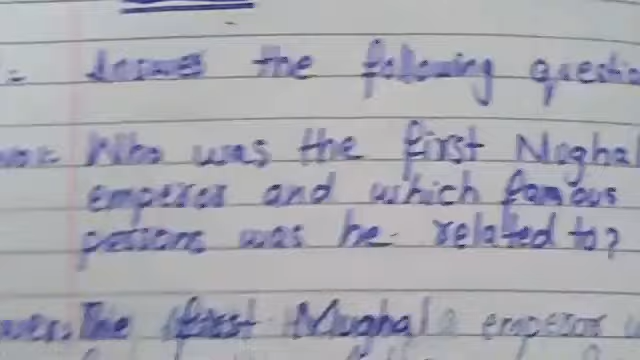 Answer the following questio
Who was the first Mughal
emperor and which famous
persons was he related to?
The first Mughal emperor